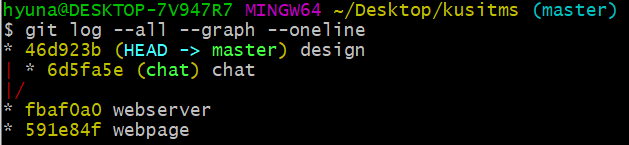 hyuna@DESKTOP-7V947R7 MINGW64 ~/Desktop/kusitms (master)
$ git log --all --graph --oneline
* 46d923b (HEAD -> master) design
| * 6d5fa5e (chat) chat
|/
* fbaf0a0 webserver
* 591e84f webpage